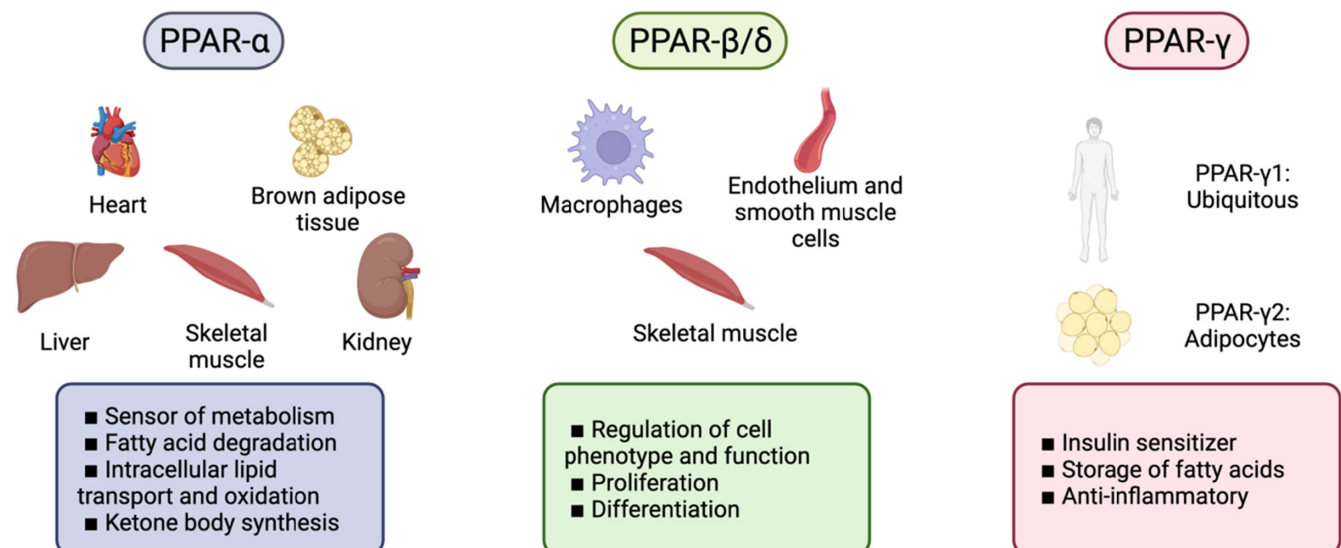 PPAR-α
Heart
Brown adipose
tissue
Liver
Skeletal
muscle
Kidney
■ Sensor of metabolism
■ Fatty acid degradation
■ Intracellular lipid
transport and oxidation
■ Ketone body synthesis
PPAR-β/δ
Macrophages
Endothelium and
smooth muscle
cells
Skeletal muscle
■ Regulation of cell
phenotype and function
■ Proliferation
■ Differentiation
PPAR-γ
PPAR-γ1:
Ubiquitous
PPAR-γ2:
Adipocytes
■ Insulin sensitizer
■ Storage of fatty acids
■ Anti-inflammatory